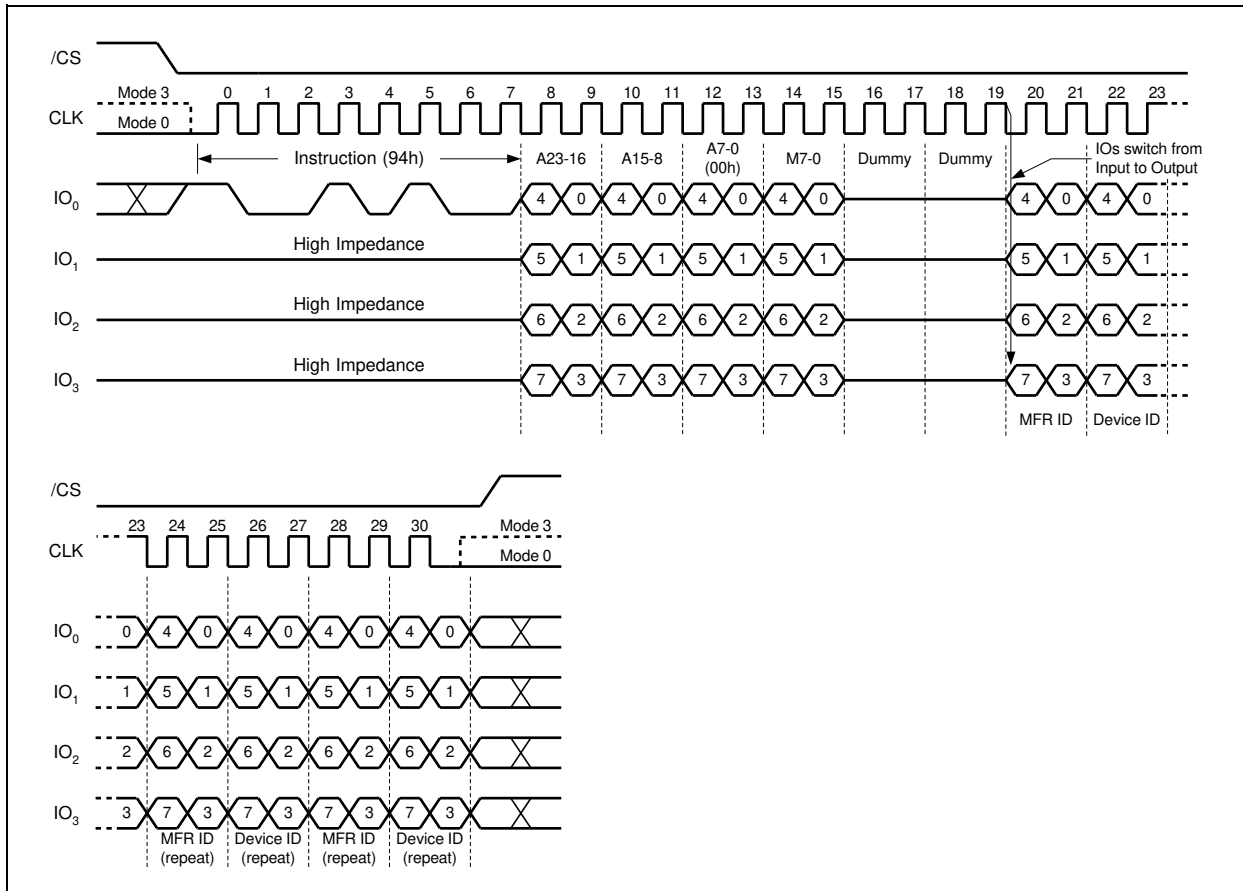 /CS
Mode 3 0 1 2 3 4 5 6 7 8 9 10 11 12 13 14 15 16 17 18 19 20 21 22 23
CLK Mode 0
Instruction (94h) A23-16 A15-8 A7-0 (00h) M7-0 Dummy Dummy IOs switch from Input to Output
IO0 4 0 4 0 4 0 4 0 4 0 4 0
High Impedance
IO1 5 1 5 1 5 1 5 1 5 1 5 1
High Impedance
IO2 6 2 6 2 6 2 6 2 6 2 6 2
High Impedance
IO3 7 3 7 3 7 3 7 3 7 3 7 3
MFR ID Device ID
/CS
23 24 25 26 27 28 29 30 Mode 3
CLK Mode 0
IO0 0 4 0 4 0 4 0 4 0
IO1 1 5 1 5 1 5 1 5 1
IO2 2 6 2 6 2 6 2 6 2
IO3 3 7 3 7 3 7 3 7 3
MFR ID Device ID MFR ID Device ID
(repeat) (repeat) (repeat) (repeat)